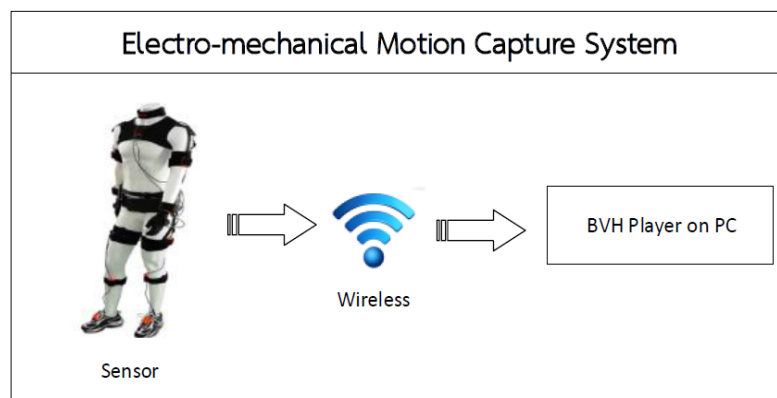 Electro-mechanical Motion Capture System
BVH Player on PC
Wireless
Sensor